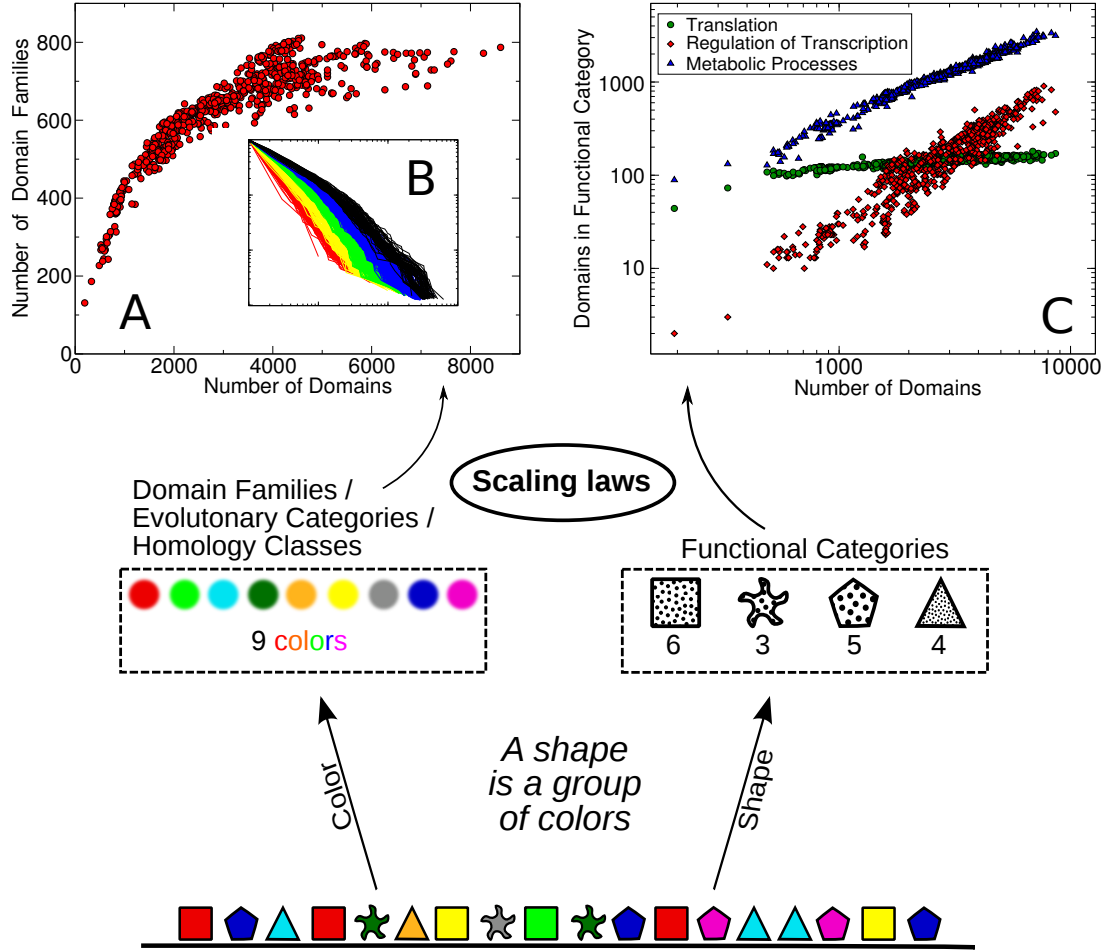 Number of Domain Families
800
600
400
200
0
0
2000
4000
6000
8000
Number of Domains
A
B
Translation
Regulation of Transcription
Metabolic Processes
Domains in Functional Category
1000
100
10
1000
10000
Number of Domains
C
Scaling laws
Domain Families /
Evolutonary Categories /
Homology Classes
9 colors
Functional Categories
6 3 5 4
Color
A shape
is a group
of colors
Shape